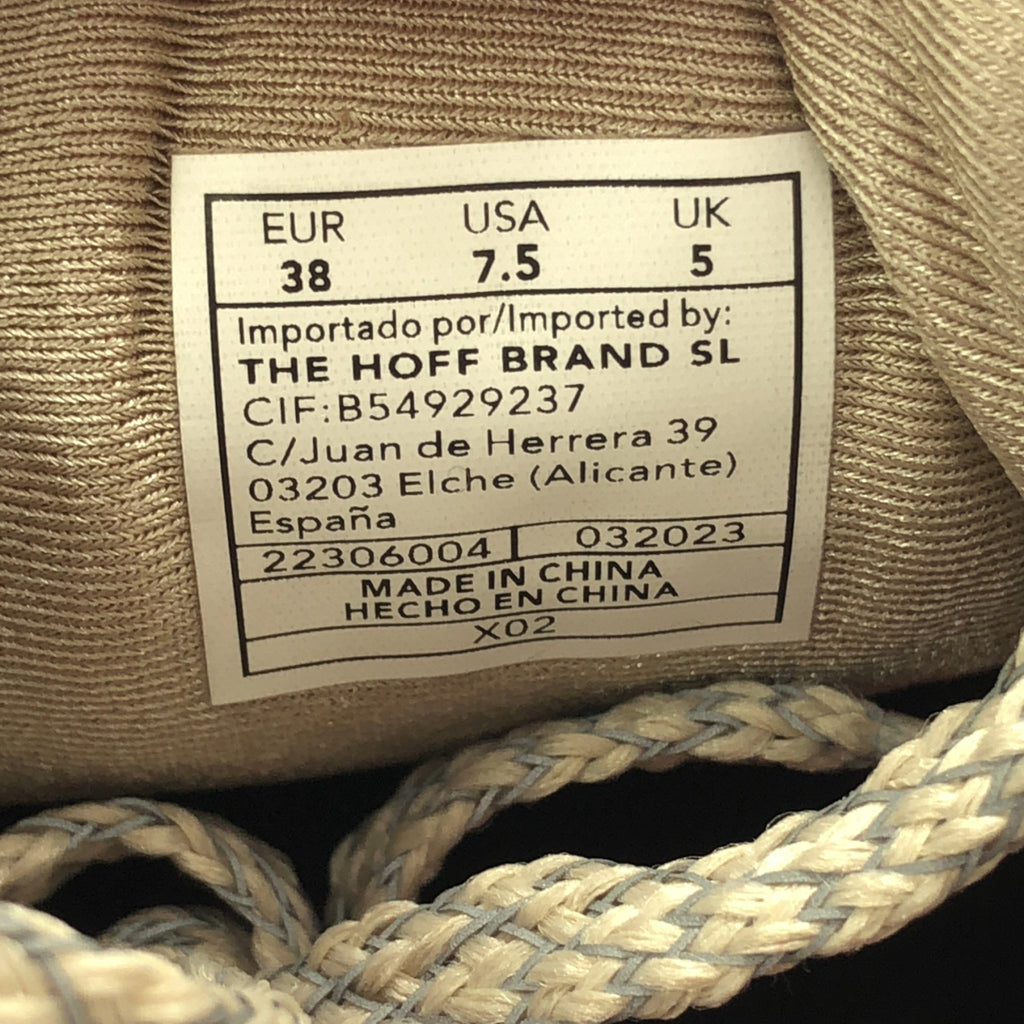 EUR USA UK
38 7.5 5
Importado por/Imported by:
THE HOFF BRAND SL
CIF:B54929237
C/Juan de Herrera 39
03203 Elche (Alicante)
España
22306004 032023
MADE IN CHINA
HECHO EN CHINA
X02